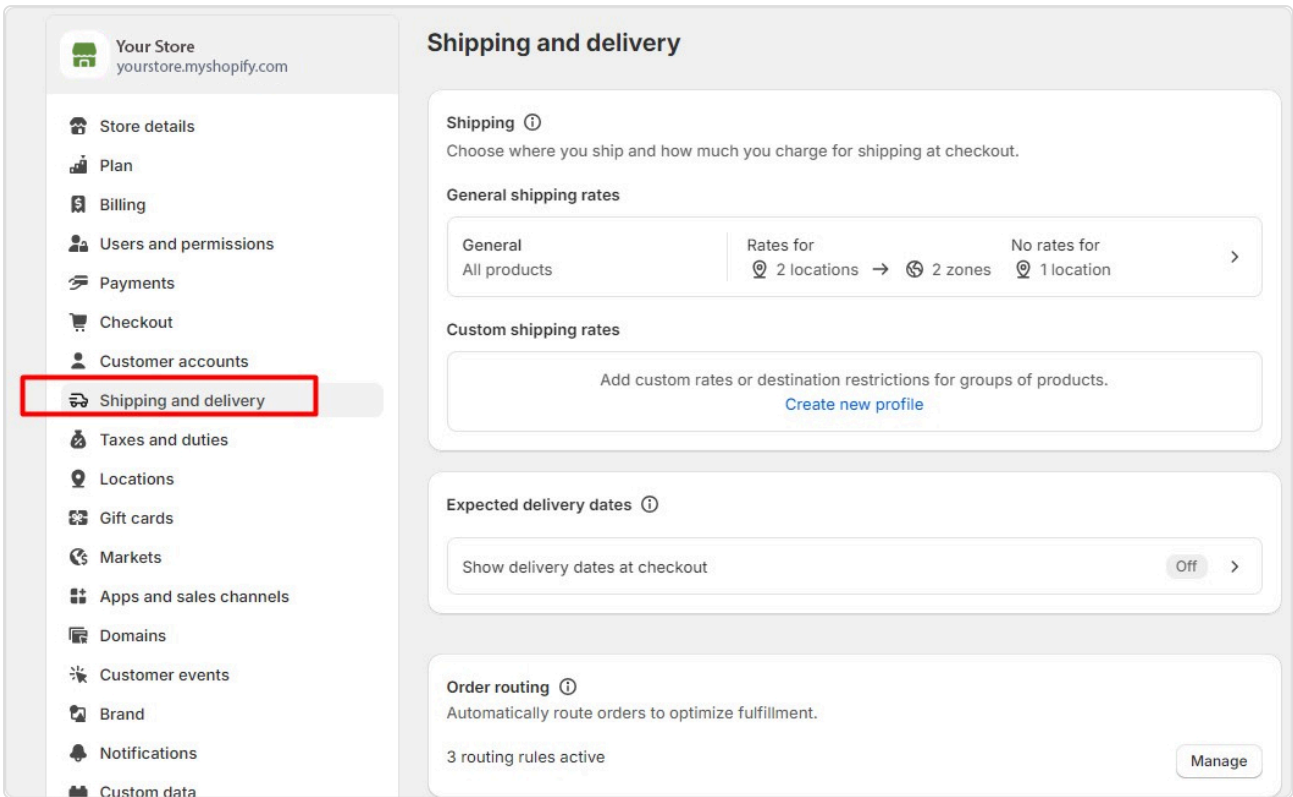 Your Store
yourstore.myshopify.com
Store details
Plan
Billing
Users and permissions
Payments
Checkout
Customer accounts
Shipping and delivery
Taxes and duties
Locations
Gift cards
Markets
Apps and sales channels
Domains
Customer events
Brand
Notifications
Custom data
Shipping and delivery
Shipping
Choose where you ship and how much you charge for shipping at checkout.
General shipping rates
General
All products
Rates for
2 locations → 2 zones
No rates for
1 location
Custom shipping rates
Add custom rates or destination restrictions for groups of products.
Create new profile
Expected delivery dates
Show delivery dates at checkout
Off
Order routing
Automatically route orders to optimize fulfillment.
3 routing rules active
Manage